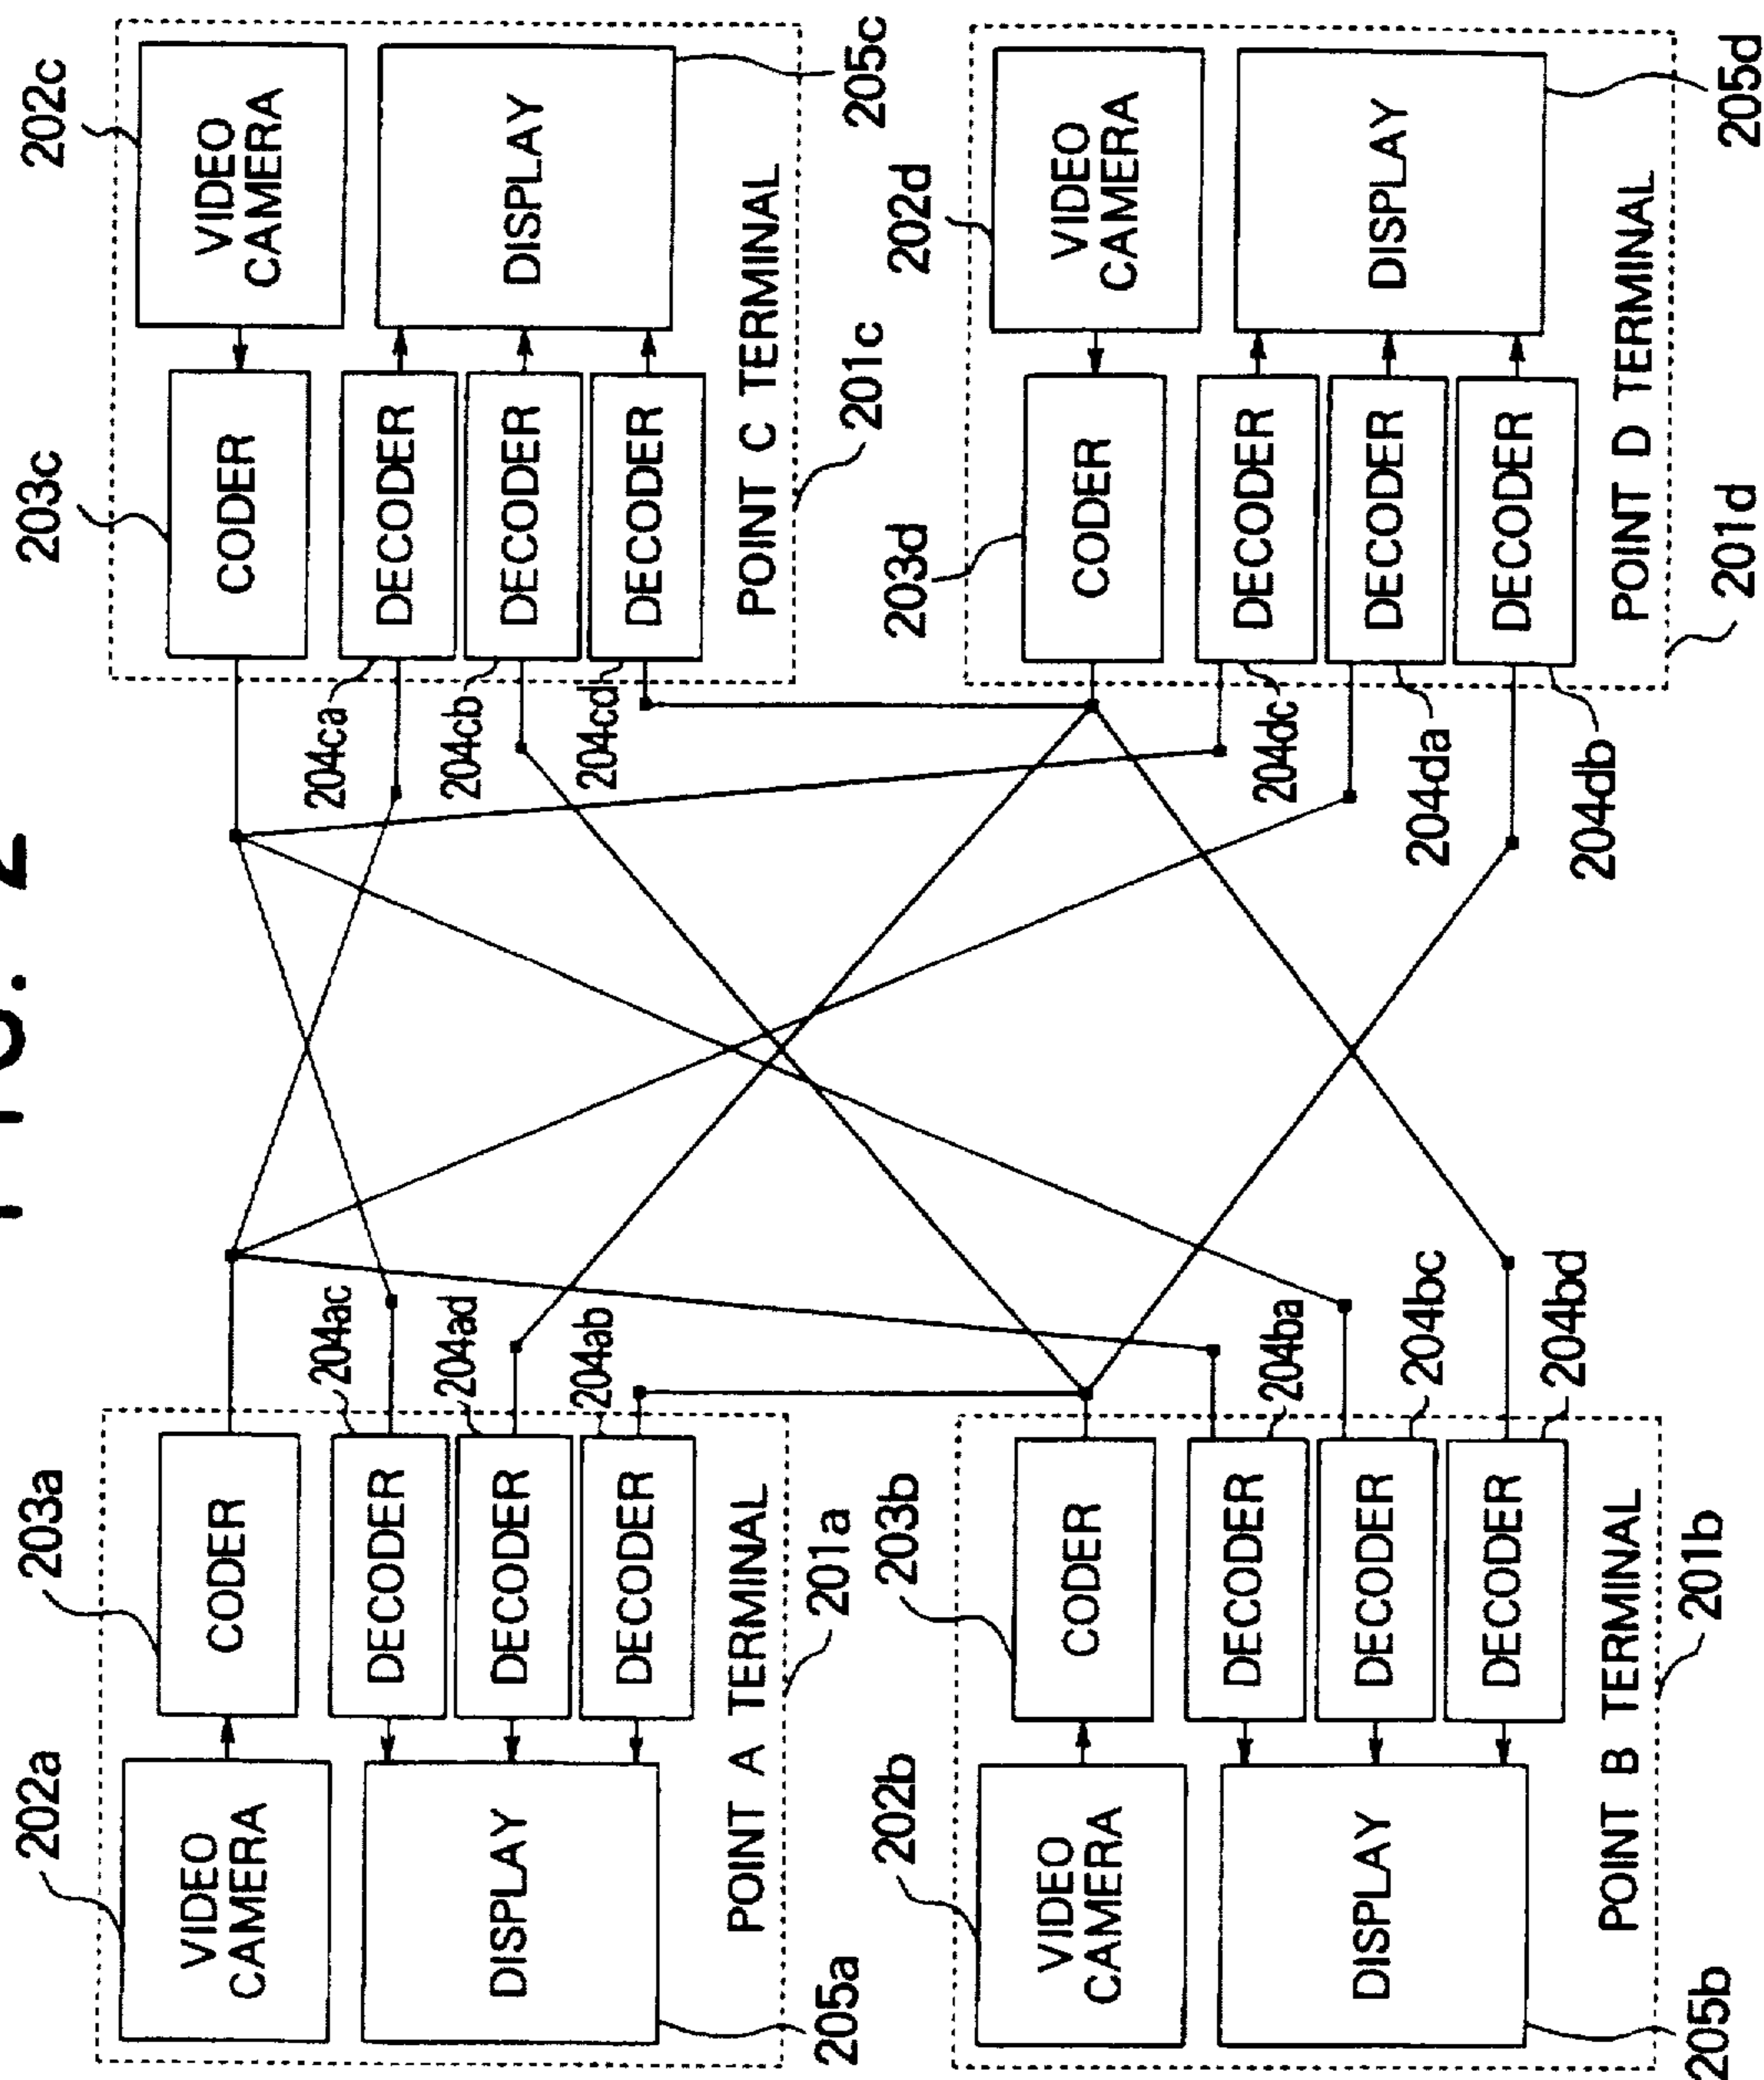 FIG. 2
202a
203a
203c
202c
VIDEO
CAMERA
CODER
CODER
VIDEO
CAMERA
204ac
204ca
DECODER
DECODER
DISPLAY
DISPLAY
204ad
204cb
DECODER
DECODER
204ab
204cd
DECODER
DECODER
POINT A TERMINAL
POINT C TERMINAL
205a
201a
201c
205c
202b
203b
203d
202d
VIDEO
CAMERA
CODER
CODER
VIDEO
CAMERA
204ba
204dc
DECODER
DECODER
DISPLAY
DISPLAY
204bc
204da
DECODER
DECODER
204bd
204db
DECODER
DECODER
POINT B TERMINAL
POINT D TERMINAL
205b
201b
201d
205d